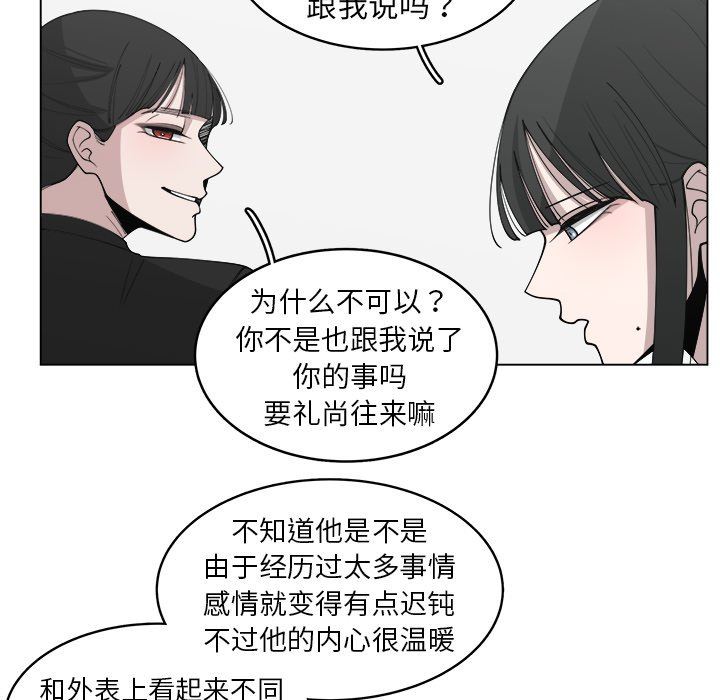 跟我说吗？
为什么不可以？
你不是也跟我说了
你的事吗
要礼尚往来嘛
不知道他是不是
由于经历过太多事情
感情就变得有点迟钝
不过他的内心很温暖
和外表上看起来不同